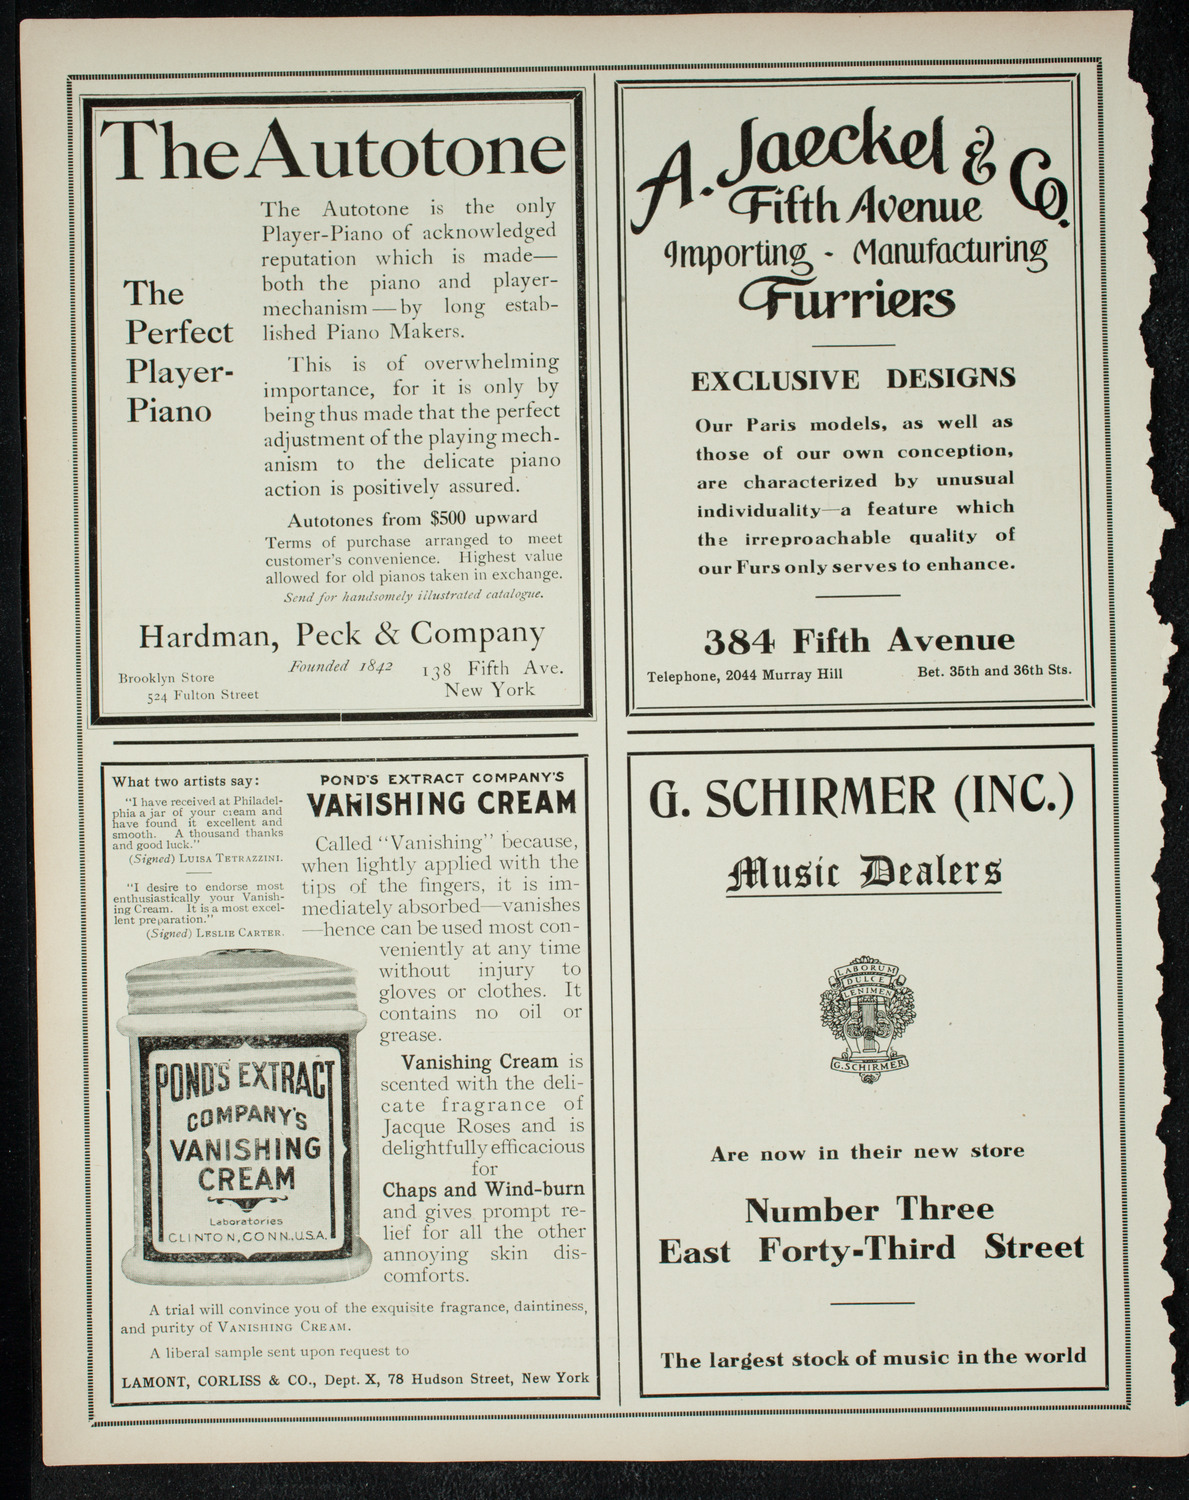 The Autotone
The
Perfect
Player-
Piano
The Autotone is the only
Player-Piano of acknowledged
reputation which is made—
both the piano and player-
mechanism—by long estab-
lished Piano Makers.
This is of overwhelming
importance, for it is only by
being thus made that the perfect
adjustment of the playing mech-
anism to the delicate piano
action is positively assured.
Autotones from $500 upward
Terms of purchase arranged to meet
customer's convenience. Highest value
allowed for old pianos taken in exchange.
Send for handsomely illustrated catalogue.
Hardman, Peck & Company
Founded 1842
Brooklyn Store
524 Fulton Street
138 Fifth Ave.
New York
A. Jaeckel & Co.
Fifth Avenue
Importing - Manufacturing
Furriers
EXCLUSIVE DESIGNS
Our Paris models, as well as
those of our own conception,
are characterized by unusual
individuality—a feature which
the irreproachable quality of
our Furs only serves to enhance.
384 Fifth Avenue
Telephone, 2044 Murray Hill
Bet. 35th and 36th Sts.
What two artists say:
"I have received at Philadel-
phia a jar of your cream and
have found it excellent and
smooth. A thousand thanks
and good luck."
(Signed) LUISA TETRAZZINI.
"I desire to endorse most
enthusiastically your Vanish-
ing Cream. It is a most excel-
lent preparation."
(Signed) LESLIE CARTER.
POND'S EXTRACT COMPANY'S
VANISHING CREAM
Called "Vanishing" because,
when lightly applied with the
tips of the fingers, it is im-
mediately absorbed—vanishes
—hence can be used most con-
veniently at any time
without injury to
gloves or clothes. It
contains no oil or
grease.
Vanishing Cream is
scented with the deli-
cate fragrance of
Jacque Roses and is
delightfully efficacious
for
Chaps and Wind-burn
and gives prompt re-
lief for all the other
annoying skin dis-
comforts.
POND'S EXTRACT
COMPANY'S
VANISHING
CREAM
Laboratories
CLINTON, CONN., U.S.A.
A trial will convince you of the exquisite fragrance, daintiness,
and purity of VANISHING CREAM.
A liberal sample sent upon request to
LAMONT, CORLISS & CO., Dept. X, 78 Hudson Street, New York
G. SCHIRMER (INC.)
Music Dealers
LABORUM
DULCE
LENIMEN
G. SCHIRMER
Are now in their new store
Number Three
East Forty-Third Street
The largest stock of music in the world